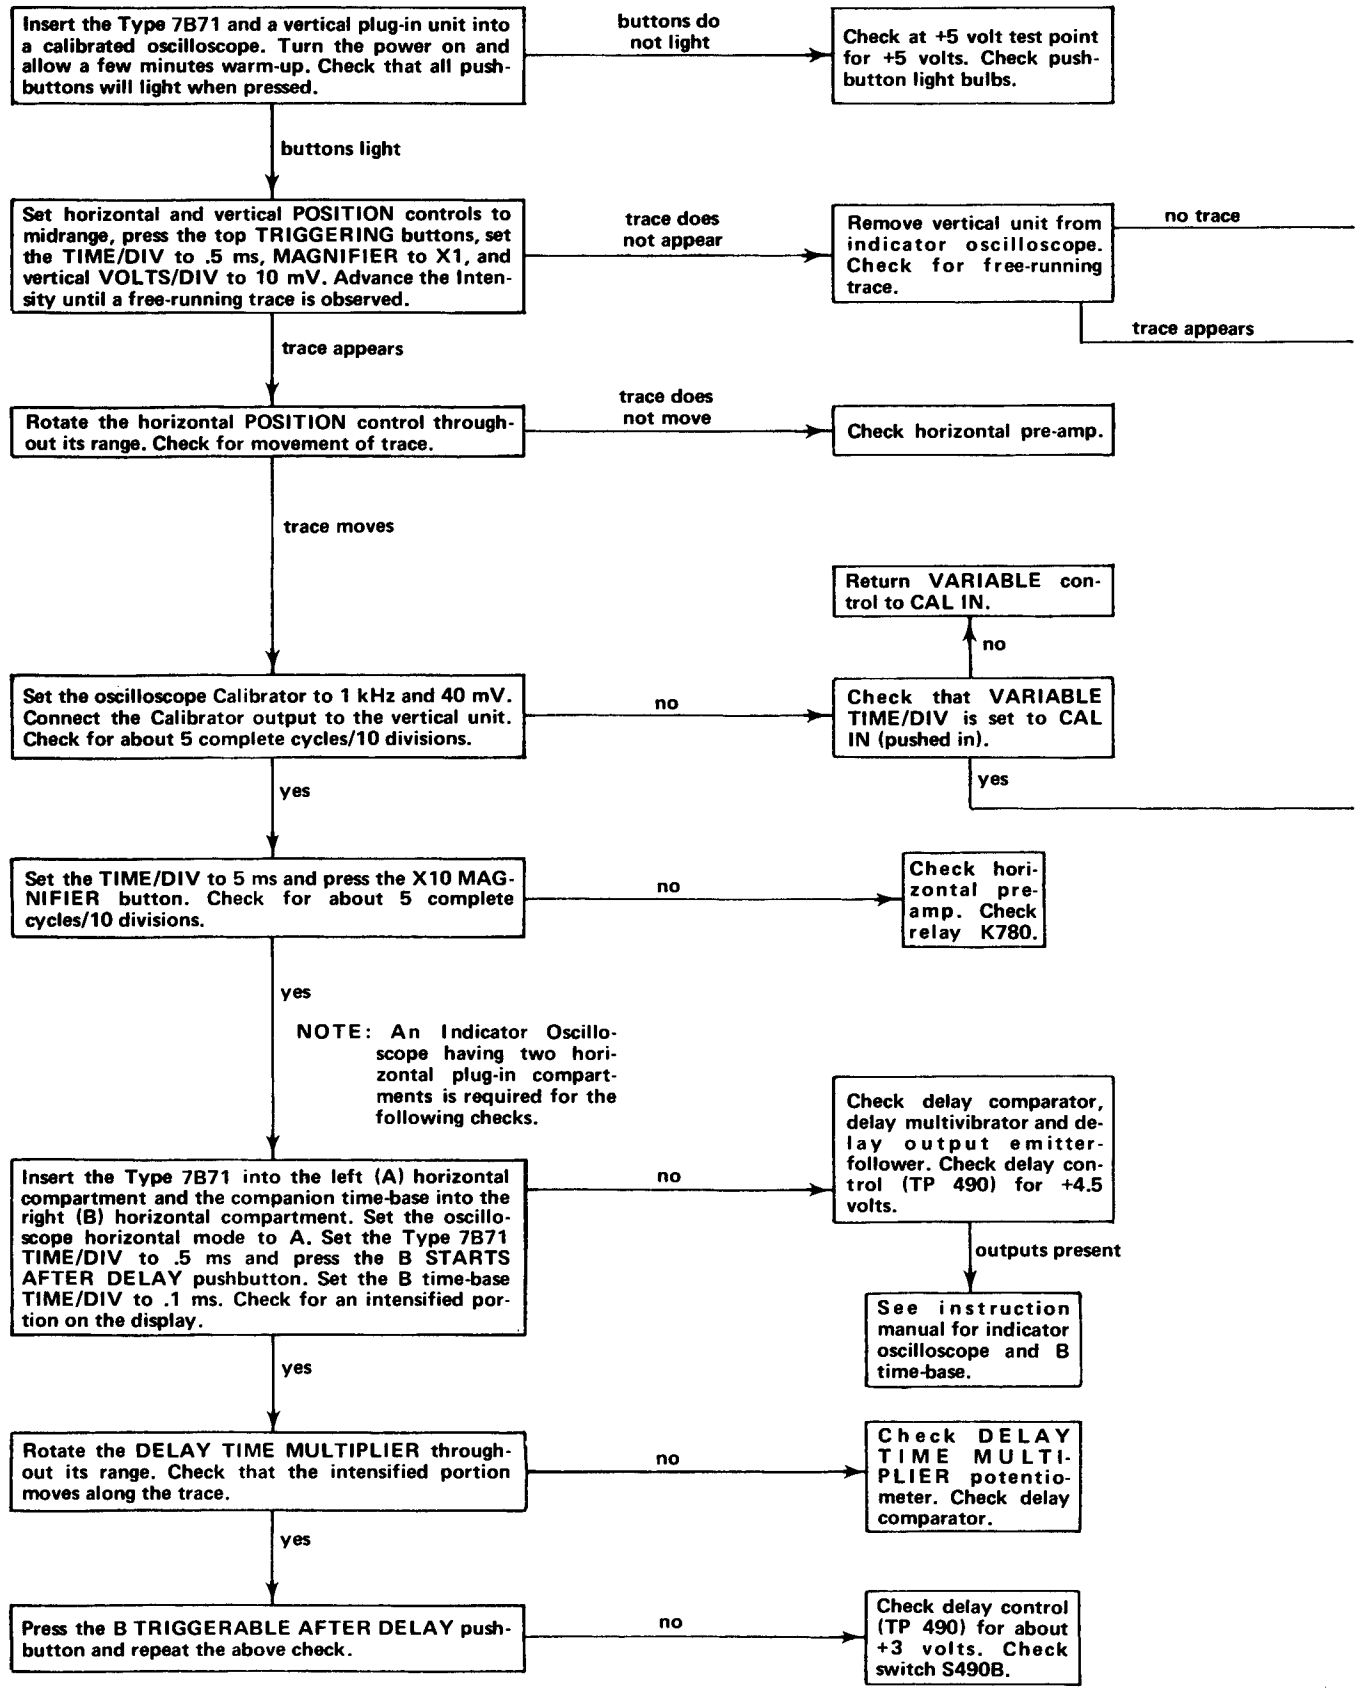 Insert the Type 7B71 and a vertical plug-in unit into
a calibrated oscilloscope. Turn the power on and
allow a few minutes warm-up. Check that all push-
buttons will light when pressed.
buttons do
not light
Check at +5 volt test point
for +5 volts. Check push-
button light bulbs.
buttons light
Set horizontal and vertical POSITION controls to
midrange, press the top TRIGGERING buttons, set
the TIME/DIV to .5 ms, MAGNIFIER to X1, and
vertical VOLTS/DIV to 10 mV. Advance the Inten-
sity until a free-running trace is observed.
trace does
not appear
Remove vertical unit from
indicator oscilloscope.
Check for free-running
trace.
no trace
trace appears
trace appears
Rotate the horizontal POSITION control through-
out its range. Check for movement of trace.
trace does
not move
Check horizontal pre-amp.
trace moves
Return VARIABLE con-
trol to CAL IN.
no
Set the oscilloscope Calibrator to 1 kHz and 40 mV.
Connect the Calibrator output to the vertical unit.
Check for about 5 complete cycles/10 divisions.
no
Check that VARIABLE
TIME/DIV is set to CAL
IN (pushed in).
yes
yes
Set the TIME/DIV to 5 ms and press the X10 MAG-
NIFIER button. Check for about 5 complete
cycles/10 divisions.
no
Check hori-
zontal pre-
amp. Check
relay K780.
yes
NOTE: An Indicator Oscillo-
scope having two hori-
zontal plug-in compart-
ments is required for the
following checks.
Insert the Type 7B71 into the left (A) horizontal
compartment and the companion time-base into the
right (B) horizontal compartment. Set the oscillo-
scope horizontal mode to A. Set the Type 7B71
TIME/DIV to .5 ms and press the B STARTS
AFTER DELAY pushbutton. Set the B time-base
TIME/DIV to .1 ms. Check for an intensified por-
tion on the display.
no
Check delay comparator,
delay multivibrator and de-
lay output emitter-
follower. Check delay con-
trol (TP 490) for +4.5
volts.
outputs present
See instruction
manual for indicator
oscilloscope and B
time-base.
yes
Rotate the DELAY TIME MULTIPLIER through-
out its range. Check that the intensified portion
moves along the trace.
no
Check DELAY
TIME MULTI-
PLIER potentio-
meter. Check delay
comparator.
yes
Press the B TRIGGERABLE AFTER DELAY push-
button and repeat the above check.
no
Check delay control
(TP 490) for about
+3 volts. Check
switch S490B.